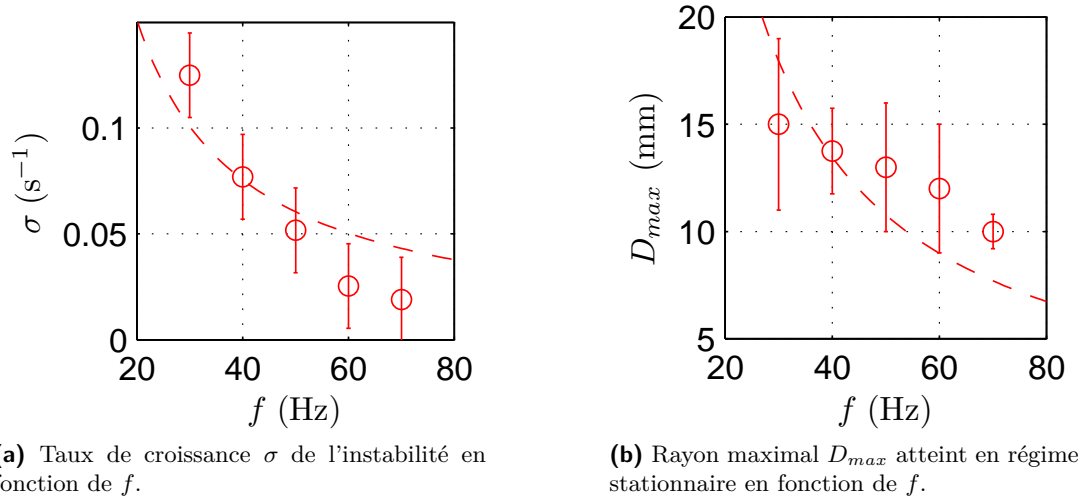 0.1
0.05
0
20 40 60 80
σ (s⁻¹)
f (Hz)
20
15
10
5
20 40 60 80
D_max (mm)
f (Hz)
(a) Taux de croissance σ de l'instabilité en
fonction de f.
(b) Rayon maximal D_max atteint en régime
stationnaire en fonction de f.